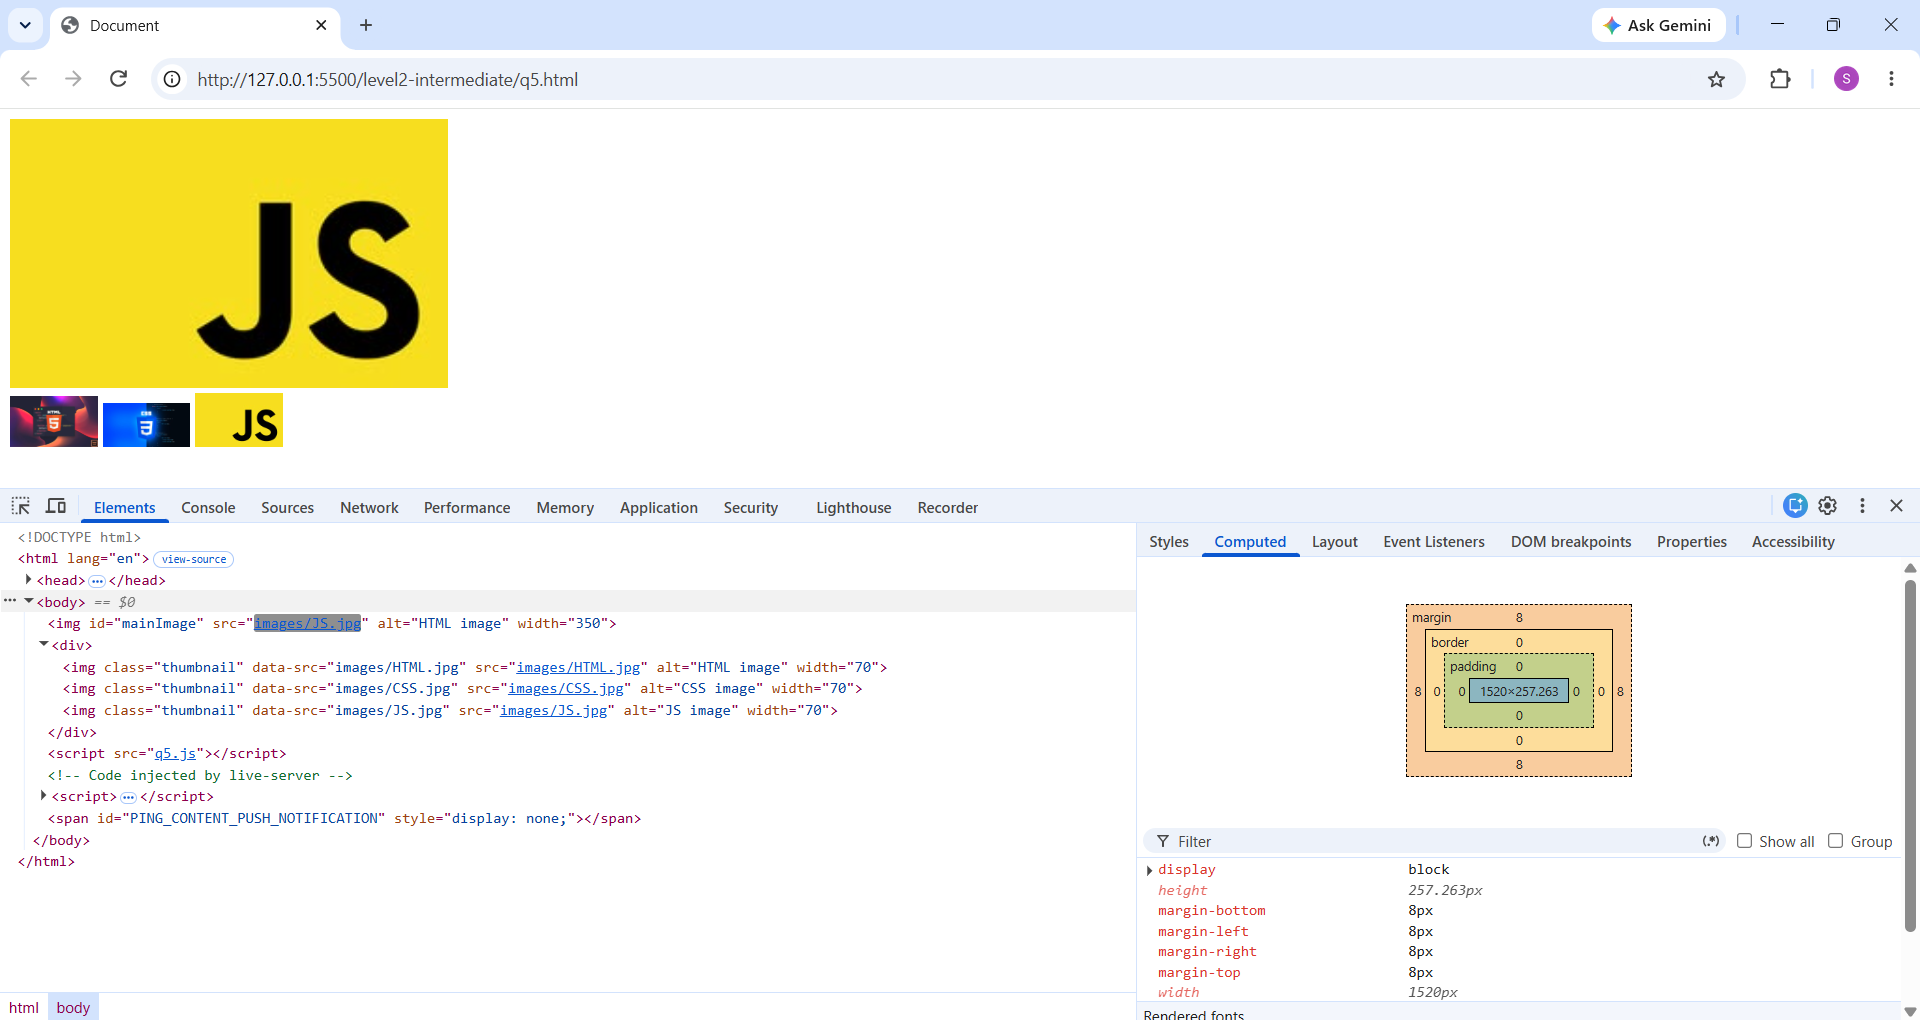 Document
Ask Gemini
http://127.0.0.1:5500/level2-intermediate/q5.html
S
JS
HTML
5
CSS
3
JS
Elements Console Sources Network Performance Memory Application Security Lighthouse Recorder
<!DOCTYPE html>
<html lang="en"> view-source
<head> ••• </head>
••• <body> == $0
<img id="mainImage" src="images/JS.jpg" alt="HTML image" width="350">
<div>
<img class="thumbnail" data-src="images/HTML.jpg" src="images/HTML.jpg" alt="HTML image" width="70">
<img class="thumbnail" data-src="images/CSS.jpg" src="images/CSS.jpg" alt="CSS image" width="70">
<img class="thumbnail" data-src="images/JS.jpg" src="images/JS.jpg" alt="JS image" width="70">
</div>
<script src="q5.js"></script>
<!-- Code injected by live-server -->
<script> ••• </script>
<span id="PING_CONTENT_PUSH_NOTIFICATION" style="display: none;"></span>
</body>
</html>
html body
Styles Computed Layout Event Listeners DOM breakpoints Properties Accessibility
margin 8
border 0
padding 0
8 0 0 1520×257.263 0 0 8
0
0
8
Filter (.*) Show all Group
display block
height 257.263px
margin-bottom 8px
margin-left 8px
margin-right 8px
margin-top 8px
width 1520px
Rendered fonts